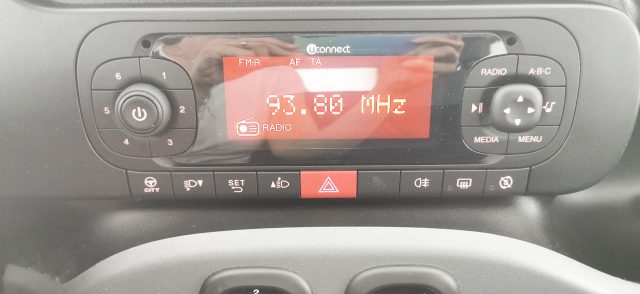 uconnect
FM-A AF TA
6 1 RADIO A-B-C
93.80 MHz
5 2
RADIO
4 3 MEDIA MENU
CITY SET
2